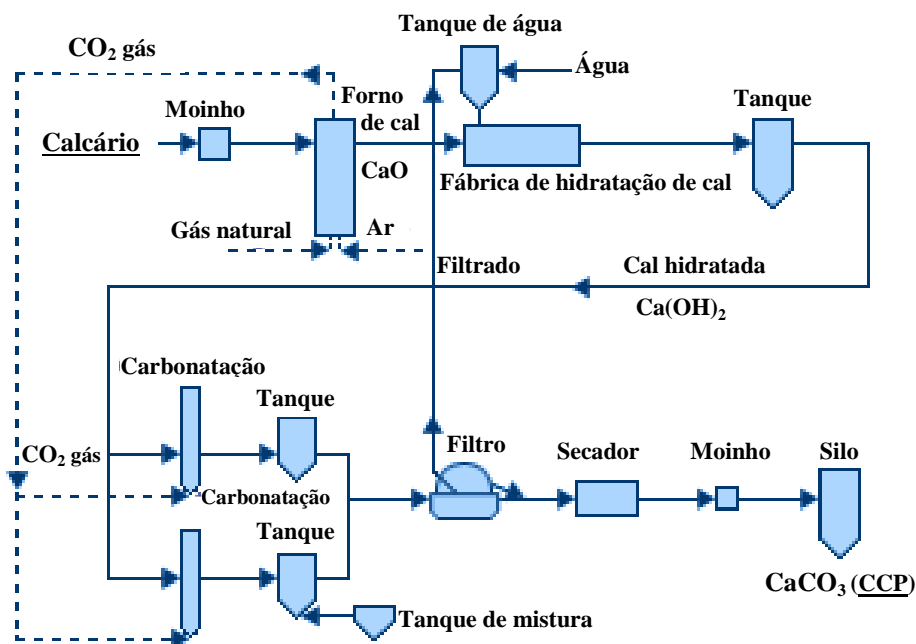 Tanque de água
CO2 gás
Água
Moinho
Forno
de cal
Tanque
Calcário
CaO
Fábrica de hidratação de cal
Gás natural
Ar
Filtrado
Cal hidratada
Ca(OH)2
Carbonatação
Tanque
CO2 gás
Filtro
Secador
Moinho
Silo
Carbonatação
Tanque
CaCO3 (CCP)
Tanque de mistura